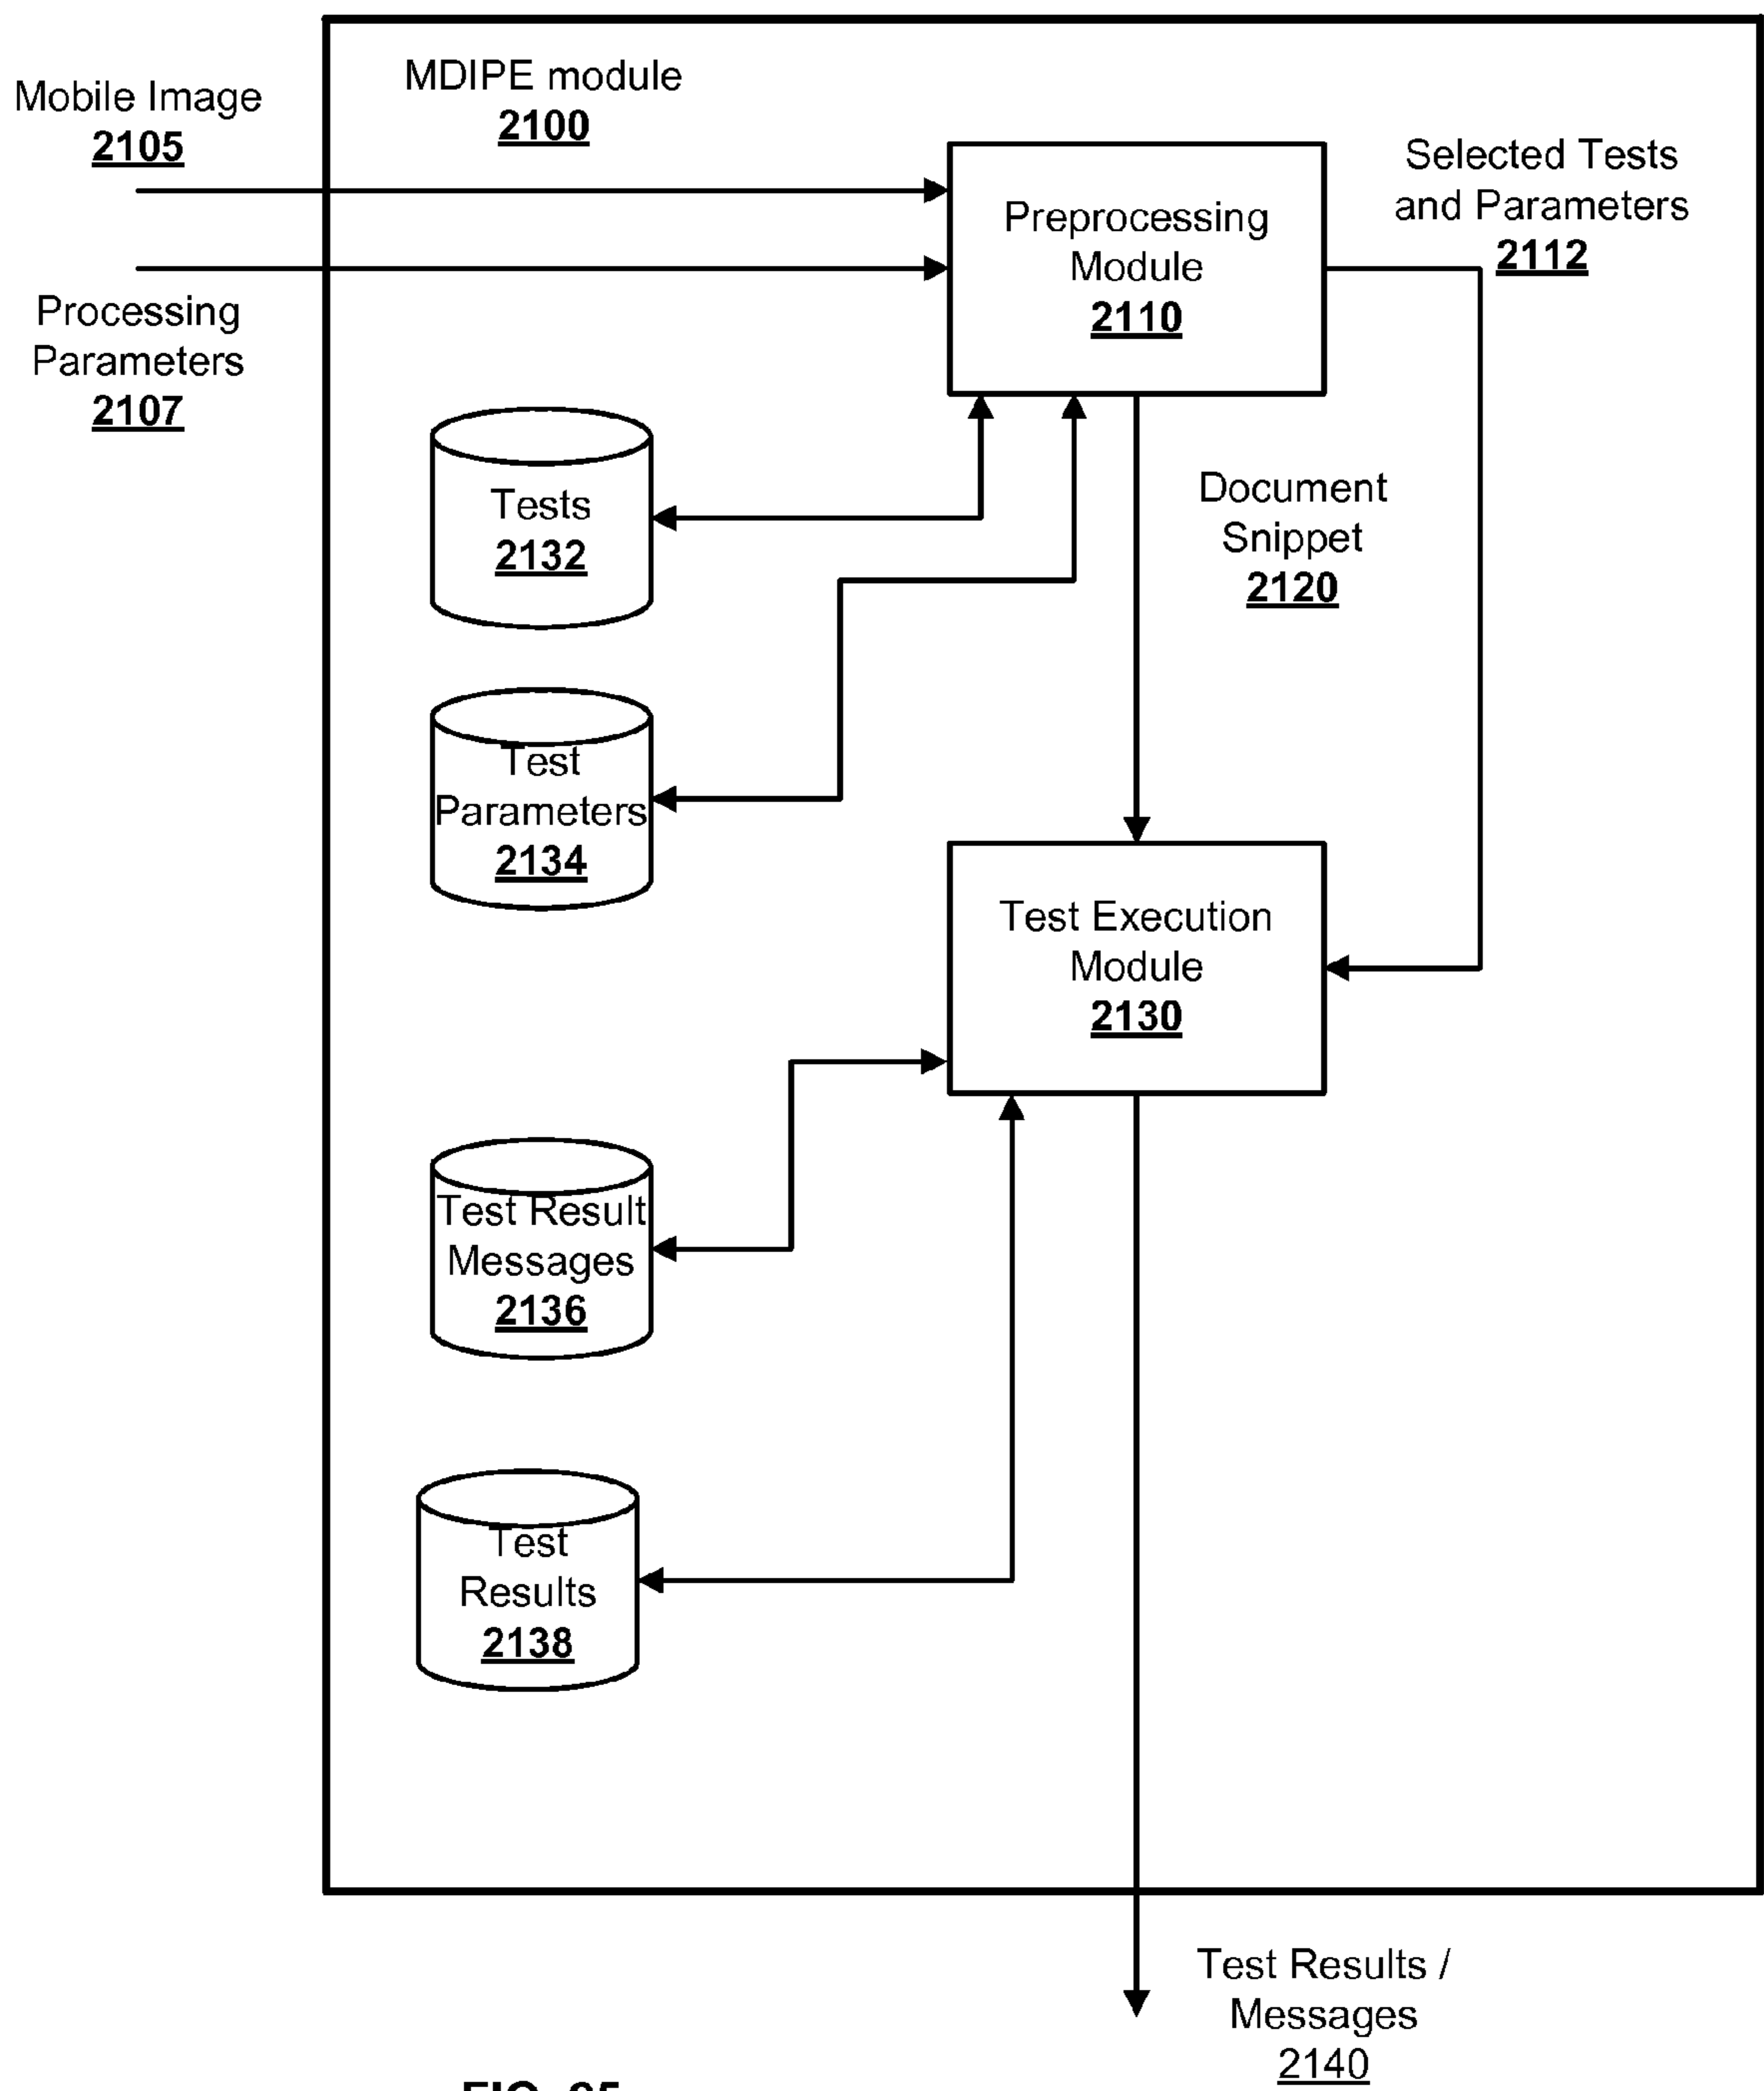 MDIPE module
2100
Mobile Image
2105
Processing
Parameters
2107
Preprocessing
Module
2110
Selected Tests
and Parameters
2112
Tests
2132
Document
Snippet
2120
Test
Parameters
2134
Test Execution
Module
2130
Test Result
Messages
2136
Test
Results
2138
Test Results /
Messages
2140